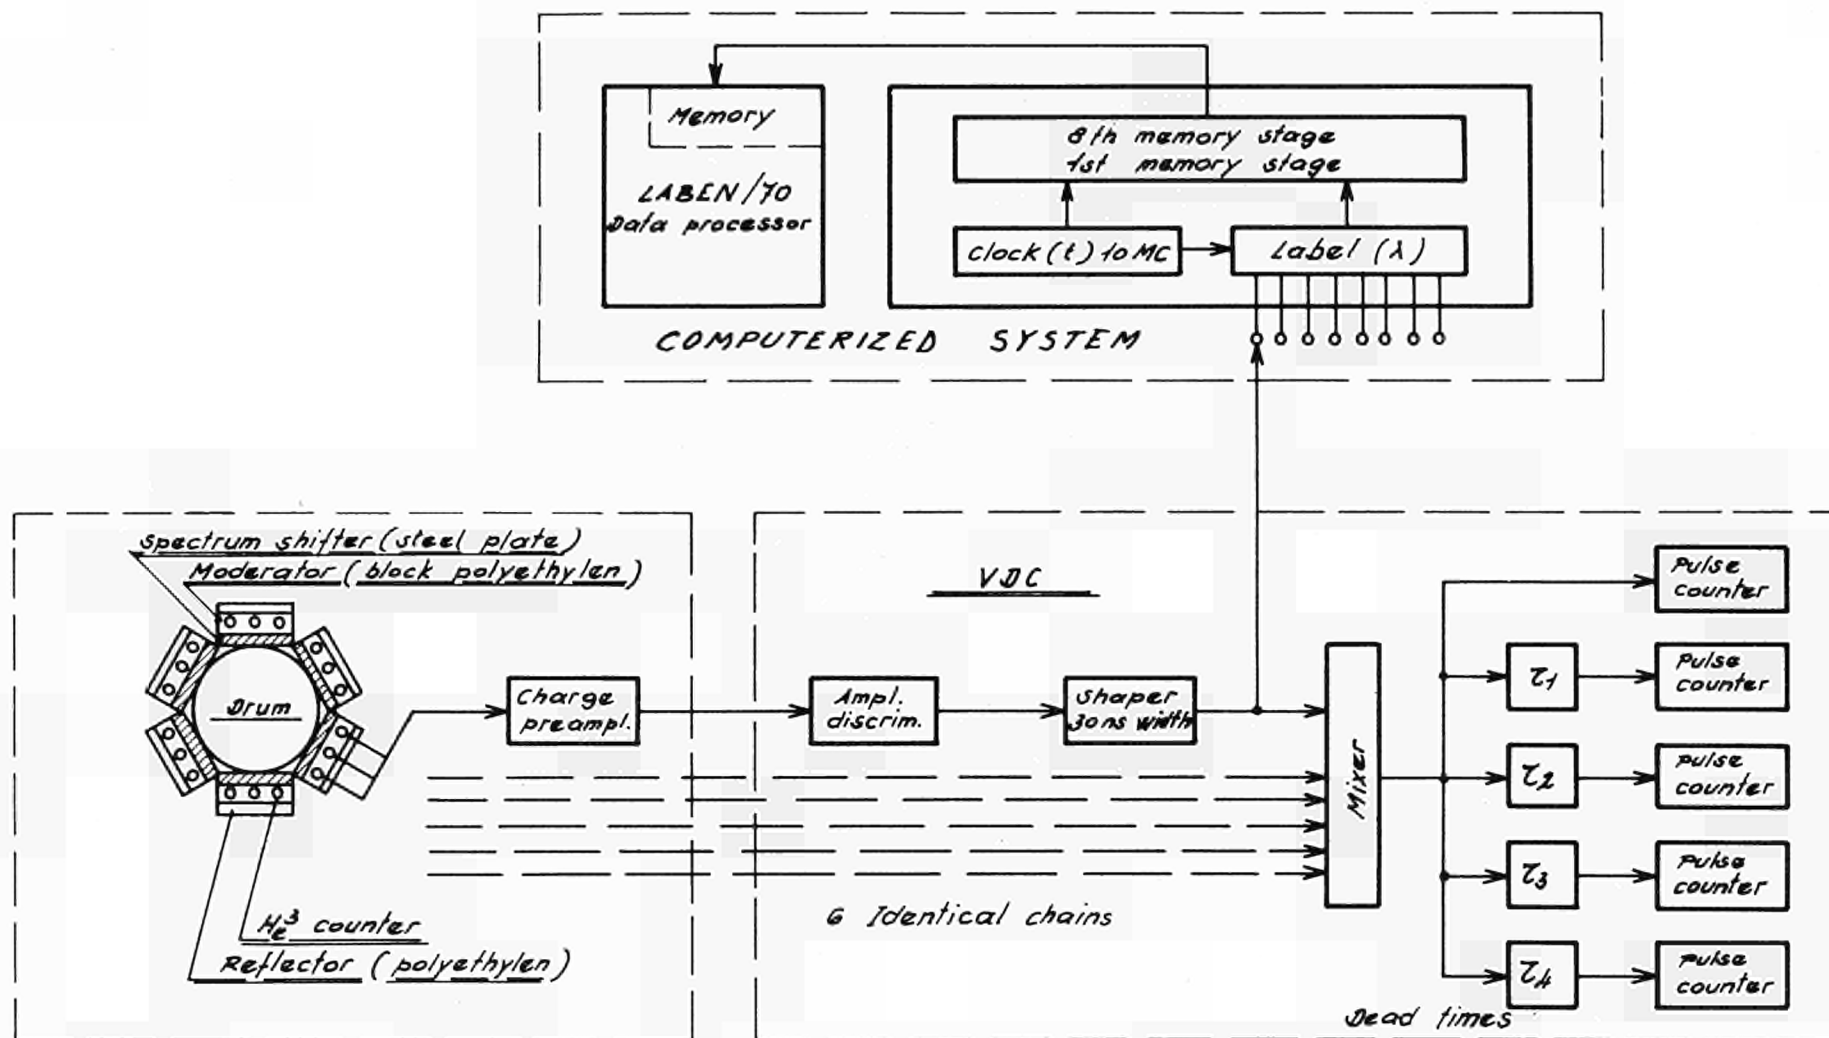 Memory
LABEN/70
Data processor
8th memory stage
1st memory stage
Clock (t) to MC
Label (λ)
COMPUTERIZED SYSTEM
Spectrum shifter (steel plate)
Moderator (block polyethylen)
Drum
Charge
preampl.
He³ counter
Reflector (polyethylen)
VDC
Ampl.
discrim.
Shaper
30ns width
Mixer
6 Identical chains
Pulse
counter
τ1
Pulse
counter
τ2
Pulse
counter
τ3
Pulse
counter
τ4
Pulse
counter
Dead times